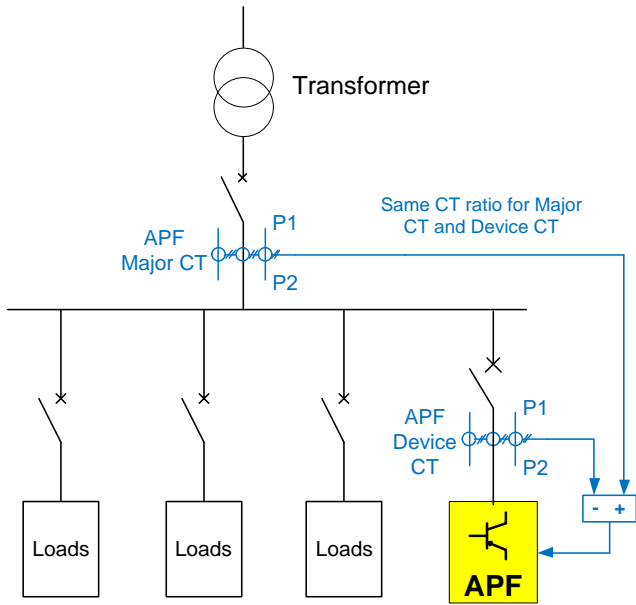 Transformer
Same CT ratio for Major
CT and Device CT
P1
APF
Major CT
P2
P1
APF
Device
CT
P2
- +
Loads
Loads
Loads
APF